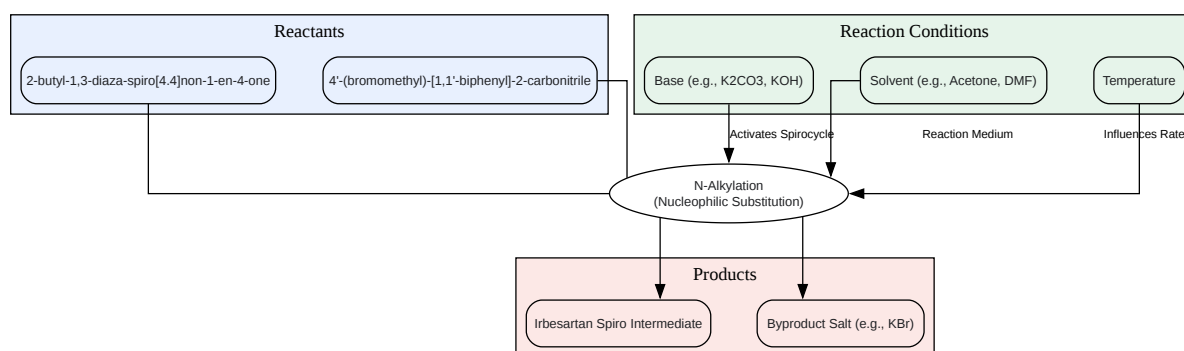 Reactants
Reaction Conditions
2-butyl-1,3-diaza-spiro[4.4]non-1-en-4-one
4'-(bromomethyl)-[1,1'-biphenyl]-2-carbonitrile
Base (e.g., K2CO3, KOH)
Solvent (e.g., Acetone, DMF)
Temperature
Activates Spirocycle
Reaction Medium
Influences Rate
N-Alkylation
(Nucleophilic Substitution)
Products
Irbesartan Spiro Intermediate
Byproduct Salt (e.g., KBr)